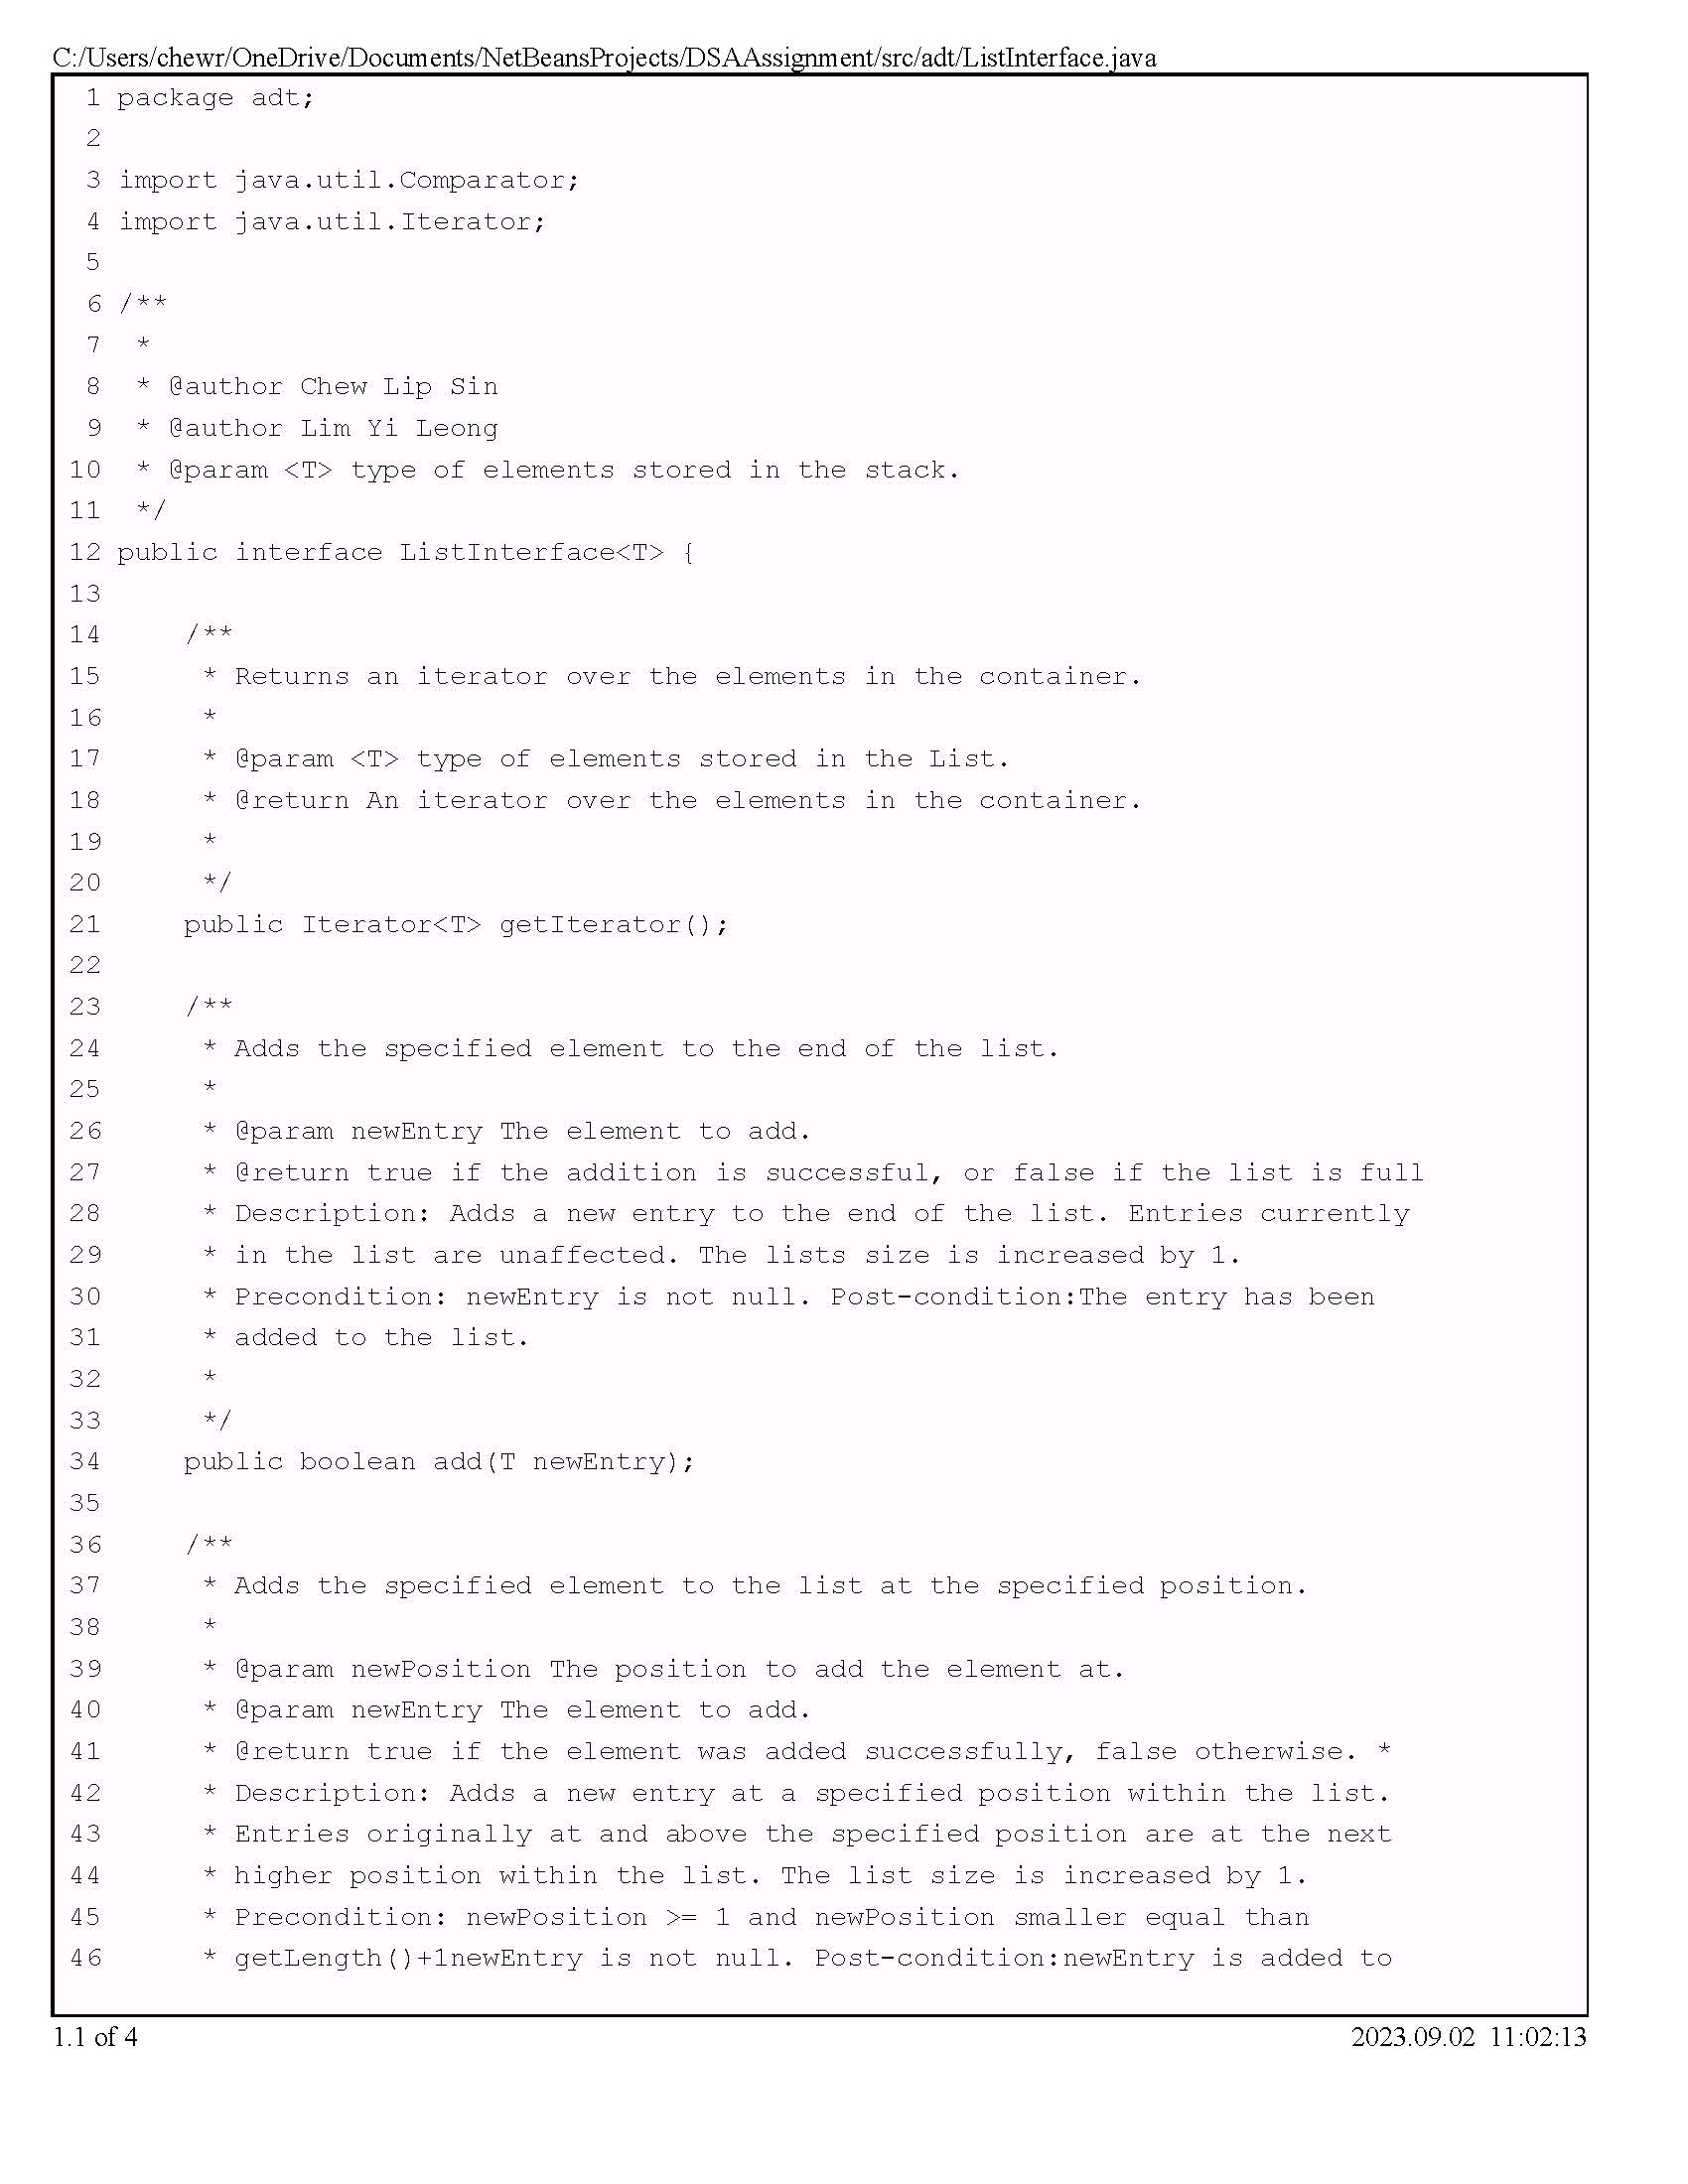 C:/Users/chewr/OneDrive/Documents/NetBeansProjects/DSAAssignment/src/adt/ListInterface.java
1 package adt;
2
3 import java.util.Comparator;
4 import java.util.Iterator;
5
6 /**
7  *
8  * @author Chew Lip Sin
9  * @author Lim Yi Leong
10  * @param <T> type of elements stored in the stack.
11  */
12 public interface ListInterface<T> {
13
14     /**
15      * Returns an iterator over the elements in the container.
16      *
17      * @param <T> type of elements stored in the List.
18      * @return An iterator over the elements in the container.
19      *
20      */
21     public Iterator<T> getIterator();
22
23     /**
24      * Adds the specified element to the end of the list.
25      *
26      * @param newEntry The element to add.
27      * @return true if the addition is successful, or false if the list is full
28      * Description: Adds a new entry to the end of the list. Entries currently
29      * in the list are unaffected. The lists size is increased by 1.
30      * Precondition: newEntry is not null. Post-condition:The entry has been
31      * added to the list.
32      *
33      */
34     public boolean add(T newEntry);
35
36     /**
37      * Adds the specified element to the list at the specified position.
38      *
39      * @param newPosition The position to add the element at.
40      * @param newEntry The element to add.
41      * @return true if the element was added successfully, false otherwise. *
42      * Description: Adds a new entry at a specified position within the list.
43      * Entries originally at and above the specified position are at the next
44      * higher position within the list. The list size is increased by 1.
45      * Precondition: newPosition >= 1 and newPosition smaller equal than
46      * getLength()+1newEntry is not null. Post-condition:newEntry is added to
1.1 of 4
2023.09.02 11:02:13